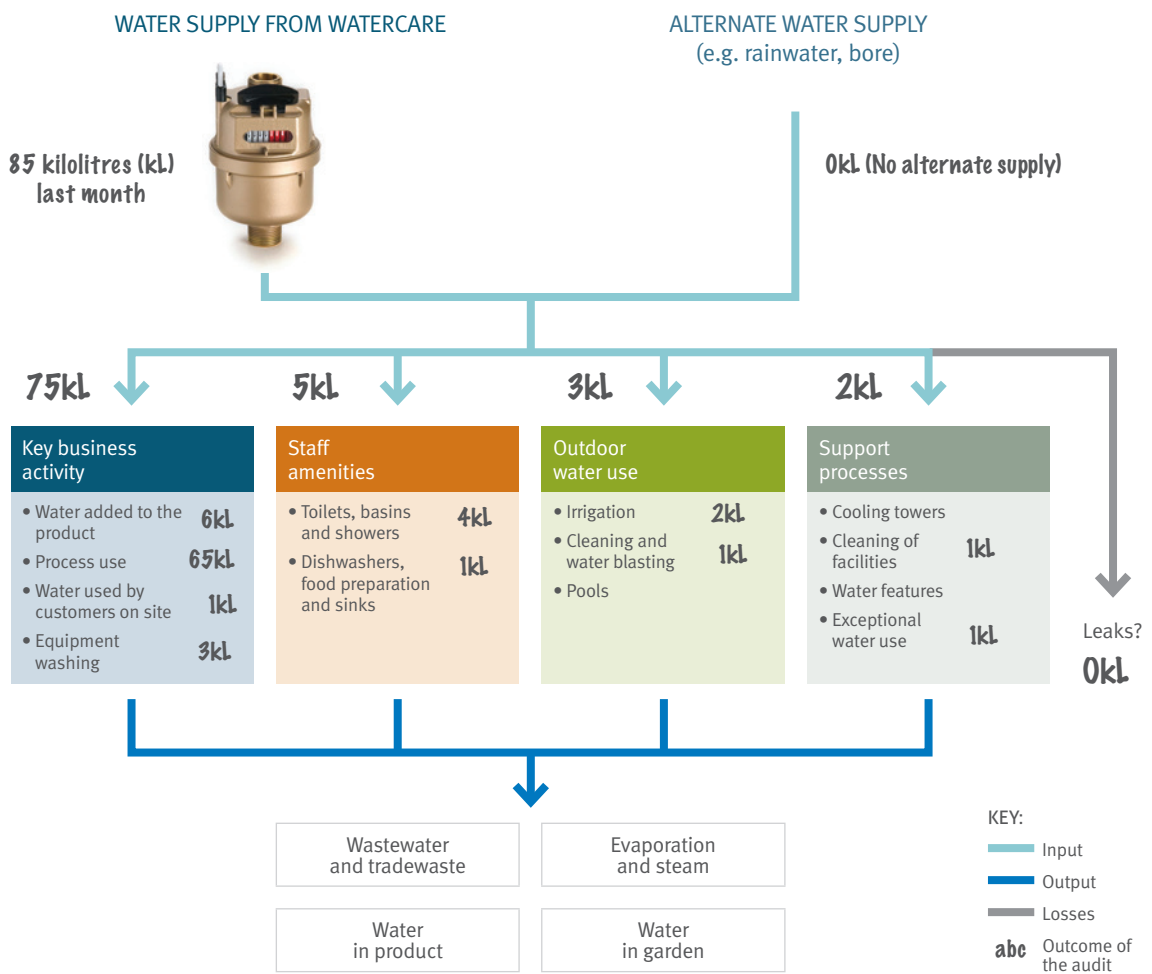 WATER SUPPLY FROM WATERCARE
ALTERNATE WATER SUPPLY
(e.g. rainwater, bore)
85 kilolitres (kL)
last month
0kL (No alternate supply)
75kL
5kL
3kL
2kL
Key business
activity
• Water added to the
product
6kL
• Process use
65kL
• Water used by
customers on site
1kL
• Equipment
washing
3kL
Staff
amenities
• Toilets, basins
and showers
4kL
• Dishwashers,
food preparation
and sinks
1kL
Outdoor
water use
• Irrigation
2kL
• Cleaning and
water blasting
1kL
• Pools
Support
processes
• Cooling towers
• Cleaning of
facilities
1kL
• Water features
• Exceptional
water use
1kL
Leaks?
0kL
Wastewater
and tradewaste
Evaporation
and steam
Water
in product
Water
in garden
KEY:
Input
Output
Losses
abc Outcome of
the audit